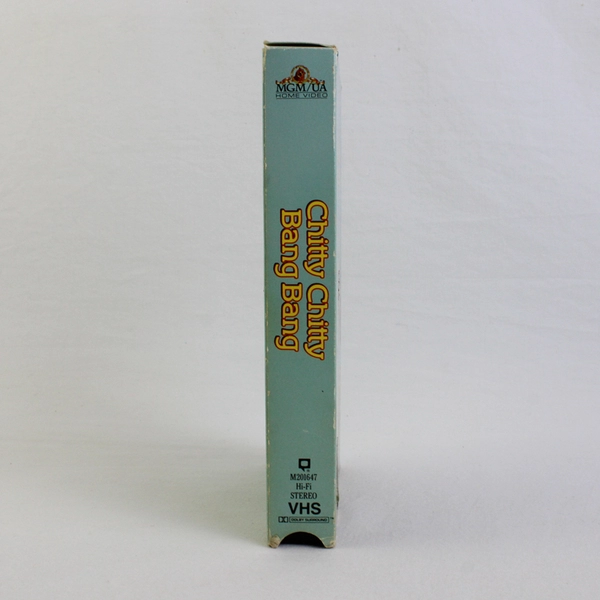 MGM/UA
HOME VIDEO
Chitty Chitty
Bang Bang
M201647
Hi-Fi
STEREO
VHS
DOLBY SURROUND